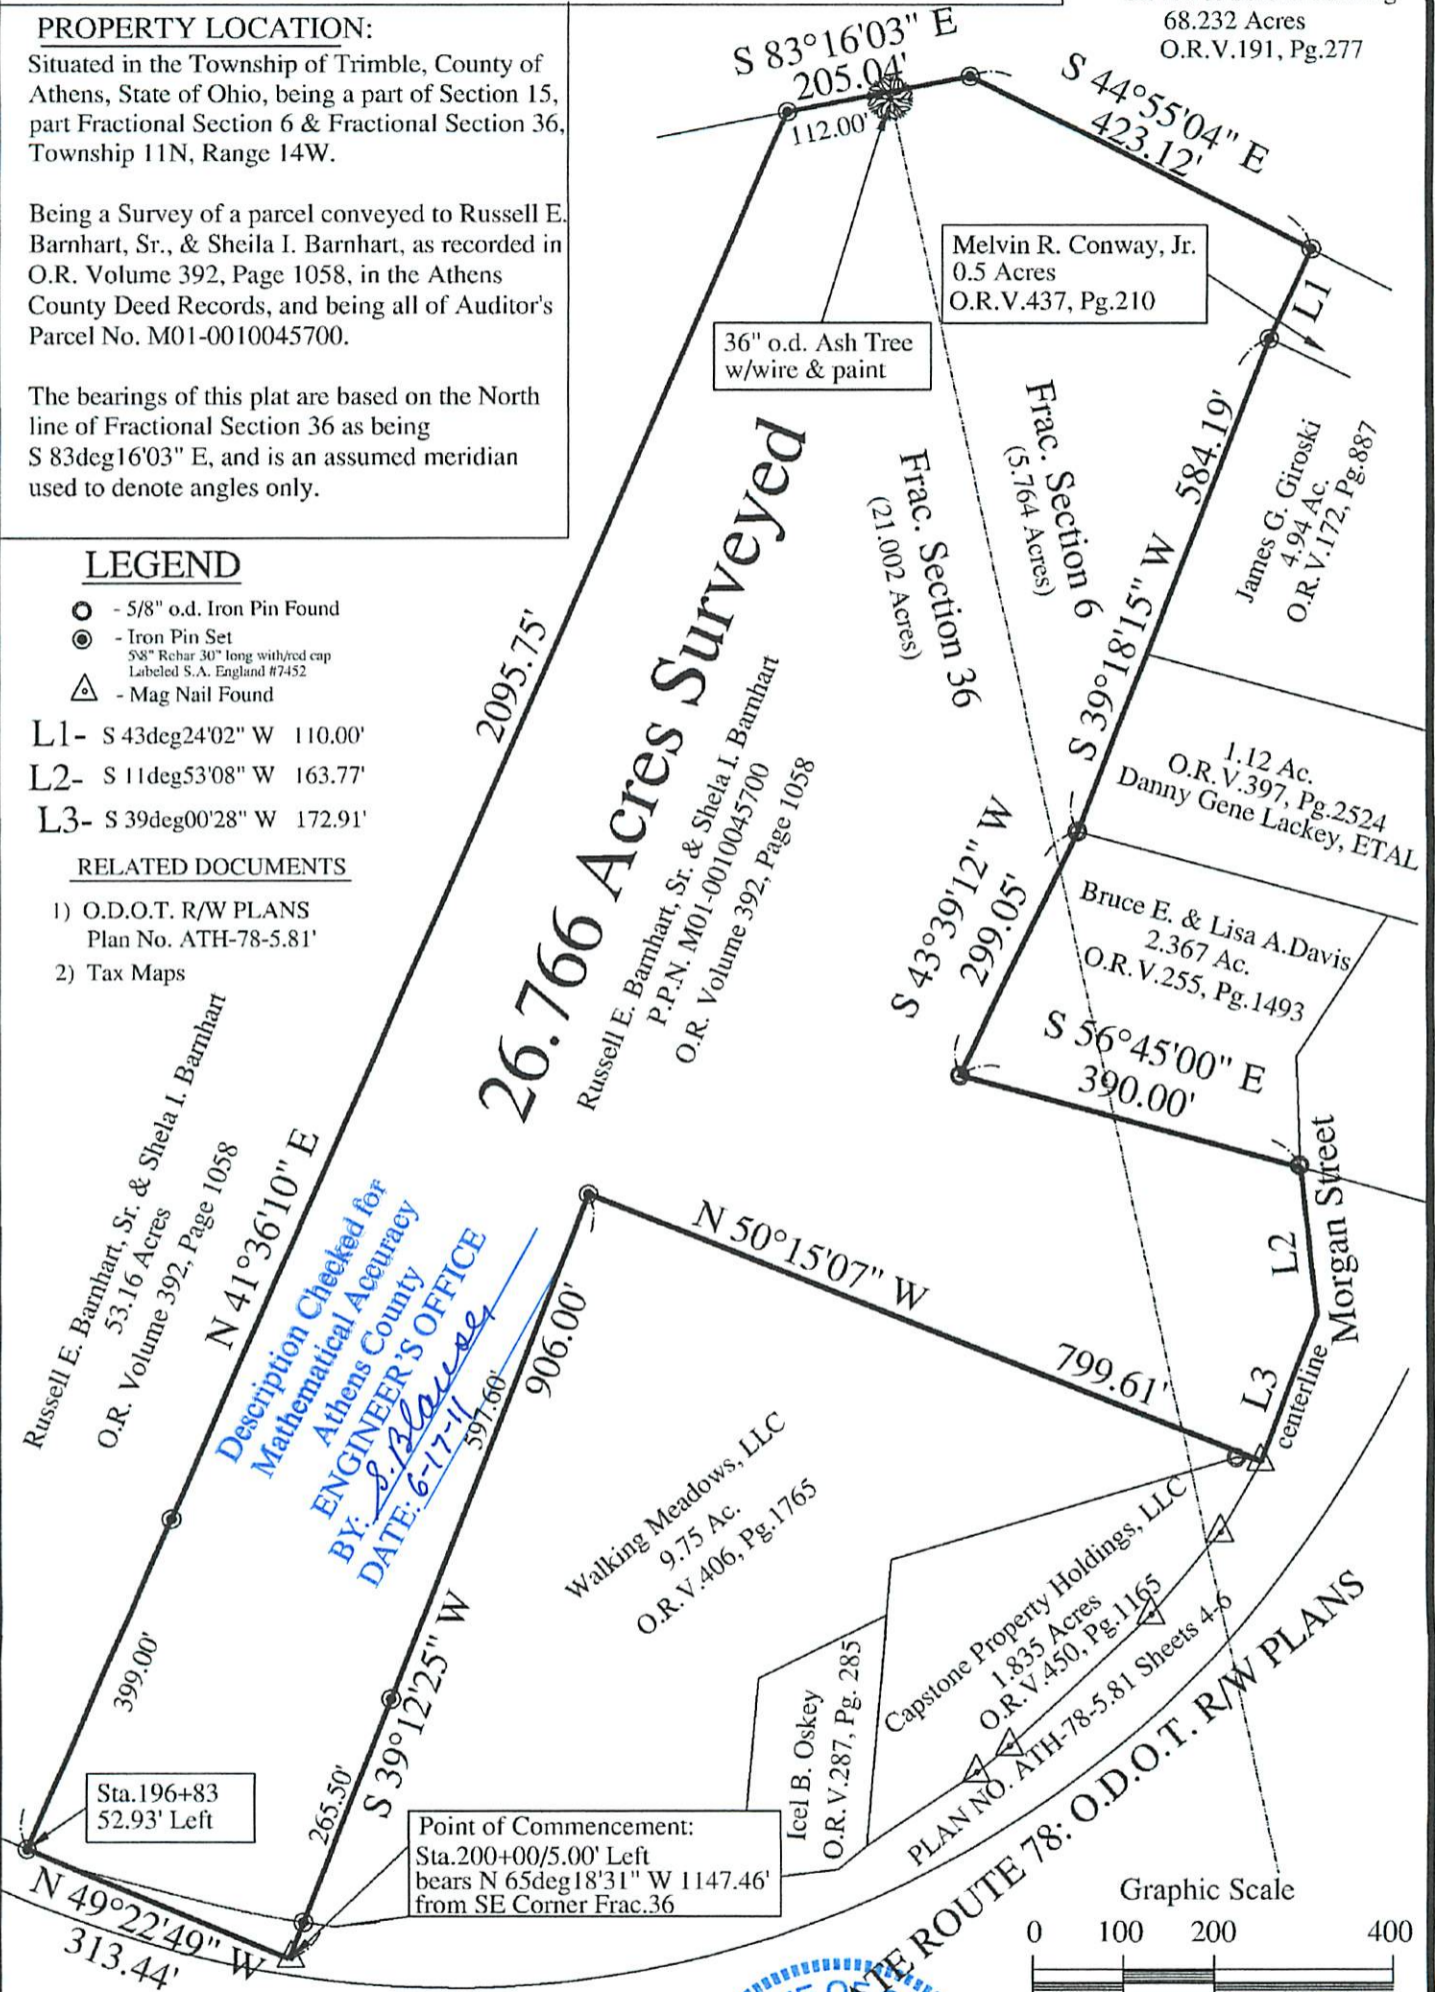 PROPERTY LOCATION:
Situated in the Township of Trimble, County of
Athens, State of Ohio, being a part of Section 15,
part Fractional Section 6 & Fractional Section 36,
Township 11N, Range 14W.
Being a Survey of a parcel conveyed to Russell E.
Barnhart, Sr., & Sheila I. Barnhart, as recorded in
O.R. Volume 392, Page 1058, in the Athens
County Deed Records, and being all of Auditor's
Parcel No. M01-0010045700.
The bearings of this plat are based on the North
line of Fractional Section 36 as being
S 83deg16'03" E, and is an assumed meridian
used to denote angles only.
LEGEND
- 5/8" o.d. Iron Pin Found
- Iron Pin Set
5\8" Rebar 30" long with/red cap
Labeled S.A. England #7452
- Mag Nail Found
L1- S 43deg24'02" W 110.00'
L2- S 11deg53'08" W 163.77'
L3- S 39deg00'28" W 172.91'
RELATED DOCUMENTS
1) O.D.O.T. R/W PLANS
Plan No. ATH-78-5.81'
2) Tax Maps
68.232 Acres
O.R.V.191, Pg.277
S 83°16'03" E
205.04'
112.00'
S 44°55'04" E
423.12'
Melvin R. Conway, Jr.
0.5 Acres
O.R.V.437, Pg.210
L1
36" o.d. Ash Tree
w/wire & paint
Frac. Section 6
(5.764 Acres)
Frac. Section 36
(21.002 Acres)
584.19'
S 39°18'15" W
James G. Giroski
4.94 Ac.
O.R.V.172, Pg.887
1.12 Ac.
O.R.V.397, Pg.2524
Danny Gene Lackey, ETAL
2095.75'
N 41°36'10" E
26.766 Acres Surveyed
Russell E. Barnhart, Sr. & Shela I. Barnhart
P.P.N. M01-0010045700
O.R. Volume 392, Page 1058
S 43°39'12" W
299.05'
Bruce E. & Lisa A.Davis
2.367 Ac.
O.R.V.255, Pg.1493
S 56°45'00" E
390.00'
Russell E. Barnhart, Sr. & Shela I. Barnhart
53.16 Acres
O.R. Volume 392, Page 1058
Description Checked for
Mathematical Accuracy
Athens County
ENGINEER'S OFFICE
BY: S. Blauser
DATE: 6-17-11
N 50°15'07" W
799.61'
L2
Morgan Street
L3
centerline
906.00'
597.60'
S 39°12'25" W
265.50'
399.00'
Walking Meadows, LLC
9.75 Ac.
O.R.V.406, Pg.1765
Capstone Property Holdings, LLC
1.835 Acres
O.R.V.450, Pg.1165
Icel B. Oskey
O.R.V.287, Pg. 285
PLAN NO. ATH-78-5.81 Sheets 4-6
ROUTE 78: O.D.O.T. R/W PLANS
Sta.196+83
52.93' Left
Point of Commencement:
Sta.200+00/5.00' Left
bears N 65deg18'31" W 1147.46'
from SE Corner Frac.36
N 49°22'49" W
313.44'
Graphic Scale
0 100 200 400